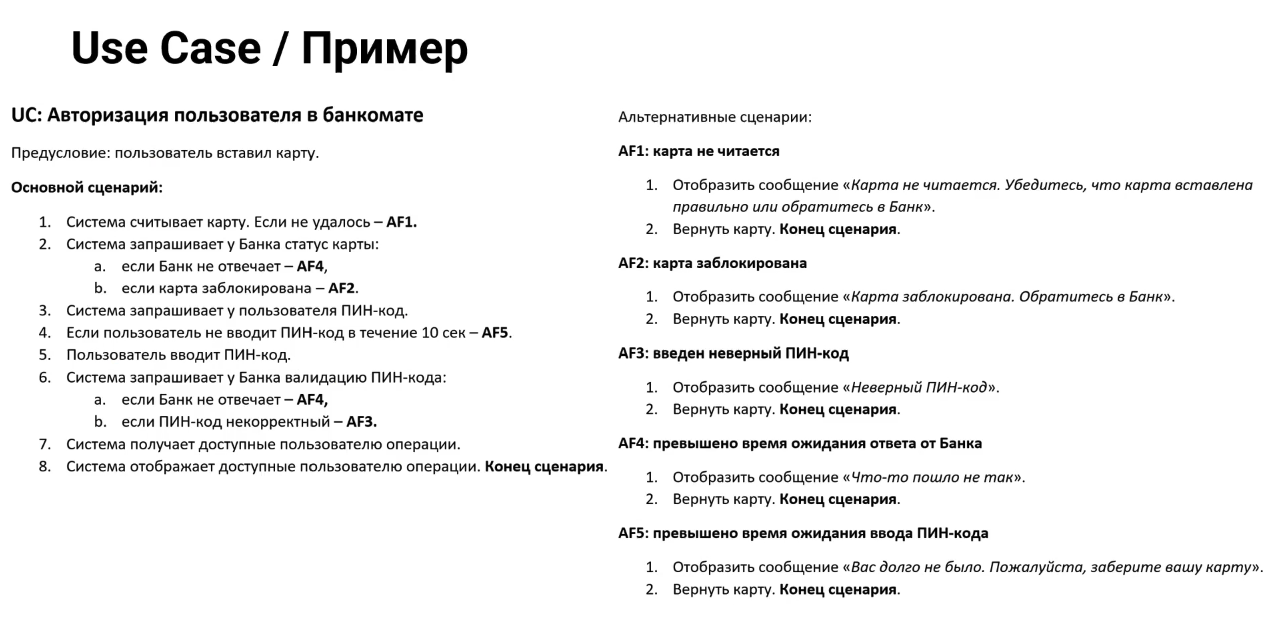 Use Case / Пример
UC: Авторизация пользователя в банкомате
Предусловие: пользователь вставил карту.
Основной сценарий:
1. Система считывает карту. Если не удалось – AF1.
2. Система запрашивает у Банка статус карты:
a. если Банк не отвечает – AF4,
b. если карта заблокирована – AF2.
3. Система запрашивает у пользователя ПИН-код.
4. Если пользователь не вводит ПИН-код в течение 10 сек – AF5.
5. Пользователь вводит ПИН-код.
6. Система запрашивает у Банка валидацию ПИН-кода:
a. если Банк не отвечает – AF4,
b. если ПИН-код некорректный – AF3.
7. Система получает доступные пользователю операции.
8. Система отображает доступные пользователю операции. Конец сценария.
Альтернативные сценарии:
AF1: карта не читается
1. Отобразить сообщение «Карта не читается. Убедитесь, что карта вставлена
правильно или обратитесь в Банк».
2. Вернуть карту. Конец сценария.
AF2: карта заблокирована
1. Отобразить сообщение «Карта заблокирована. Обратитесь в Банк».
2. Вернуть карту. Конец сценария.
AF3: введен неверный ПИН-код
1. Отобразить сообщение «Неверный ПИН-код».
2. Вернуть карту. Конец сценария.
AF4: превышено время ожидания ответа от Банка
1. Отобразить сообщение «Что-то пошло не так».
2. Вернуть карту. Конец сценария.
AF5: превышено время ожидания ввода ПИН-кода
1. Отобразить сообщение «Вас долго не было. Пожалуйста, заберите вашу карту».
2. Вернуть карту. Конец сценария.